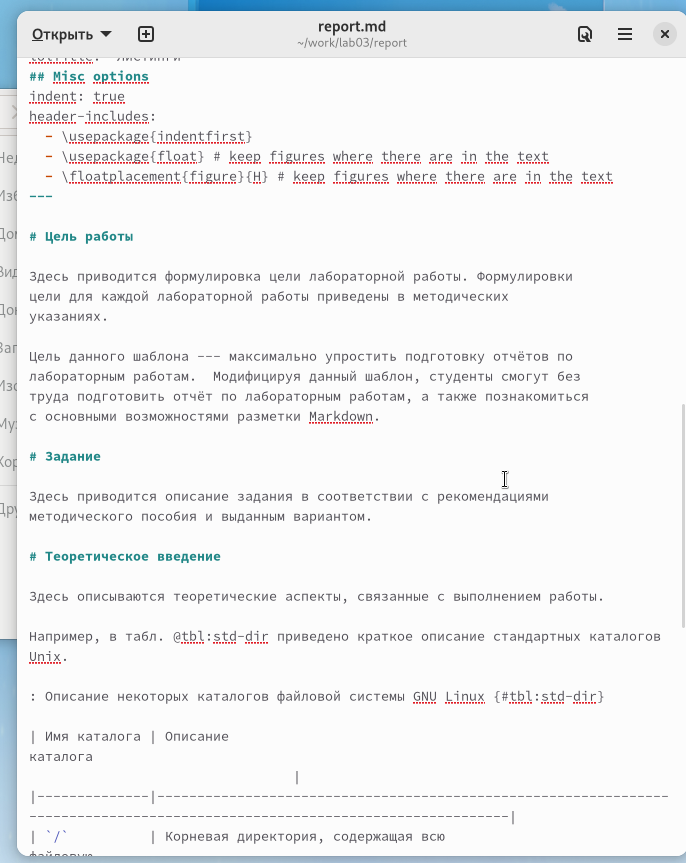 Открыть
report.md
~/work/lab03/report
## Misc options
indent: true
header-includes:
- \usepackage{indentfirst}
- \usepackage{float} # keep figures where there are in the text
- \floatplacement{figure}{H} # keep figures where there are in the text
---
# Цель работы
Здесь приводится формулировка цели лабораторной работы. Формулировки
цели для каждой лабораторной работы приведены в методических
указаниях.
Цель данного шаблона --- максимально упростить подготовку отчётов по
лабораторным работам.  Модифицируя данный шаблон, студенты смогут без
труда подготовить отчёт по лабораторным работам, а также познакомиться
с основными возможностями разметки Markdown.
# Задание
Здесь приводится описание задания в соответствии с рекомендациями
методического пособия и выданным вариантом.
# Теоретическое введение
Здесь описываются теоретические аспекты, связанные с выполнением работы.
Например, в табл. @tbl:std-dir приведено краткое описание стандартных каталогов
Unix.
: Описание некоторых каталогов файловой системы GNU Linux {#tbl:std-dir}
| Имя каталога | Описание
каталога
|
|--------------|----------------------------------------------------------------
------------------------------------------------------------|
| `/`          | Корневая директория, содержащая всю
файловую